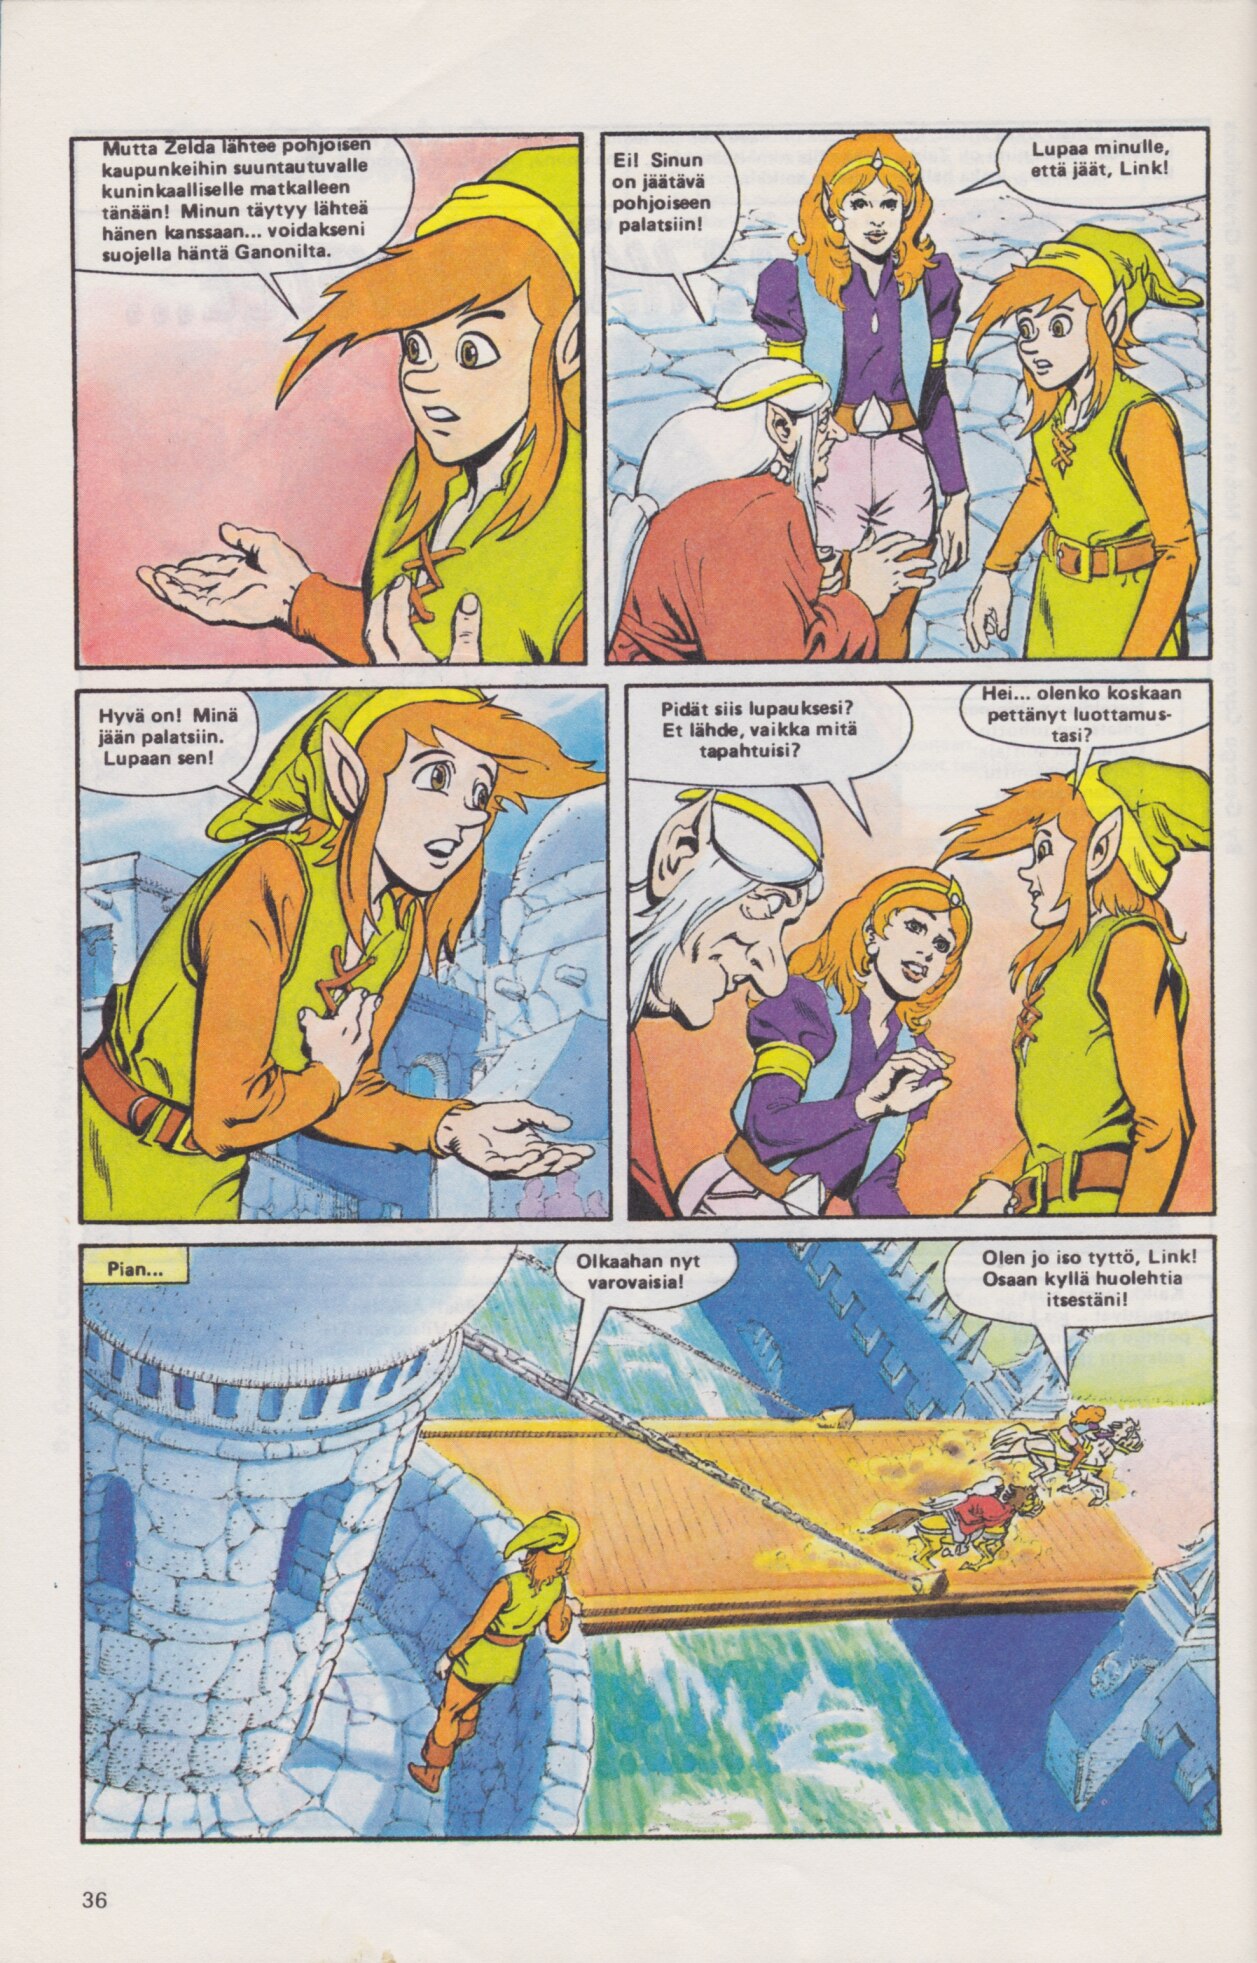 Mutta Zelda lähtee pohjoisen
kaupunkeihin suuntautuvalle
kuninkaalliselle matkalleen
tänään! Minun täytyy lähteä
hänen kanssaan... voidakseni
suojella häntä Ganonilta.
Ei! Sinun
on jäätävä
pohjoiseen
palatsiin!
Lupaa minulle,
että jäät, Link!
Hyvä on! Minä
jään palatsiin.
Lupaan sen!
Pidät siis lupauksesi?
Et lähde, vaikka mitä
tapahtuisi?
Hei... olenko koskaan
pettänyt luottamus-
tasi?
Pian...
Olkaahan nyt
varovaisia!
Olen jo iso tyttö, Link!
Osaan kyllä huolehtia
itsestäni!
36